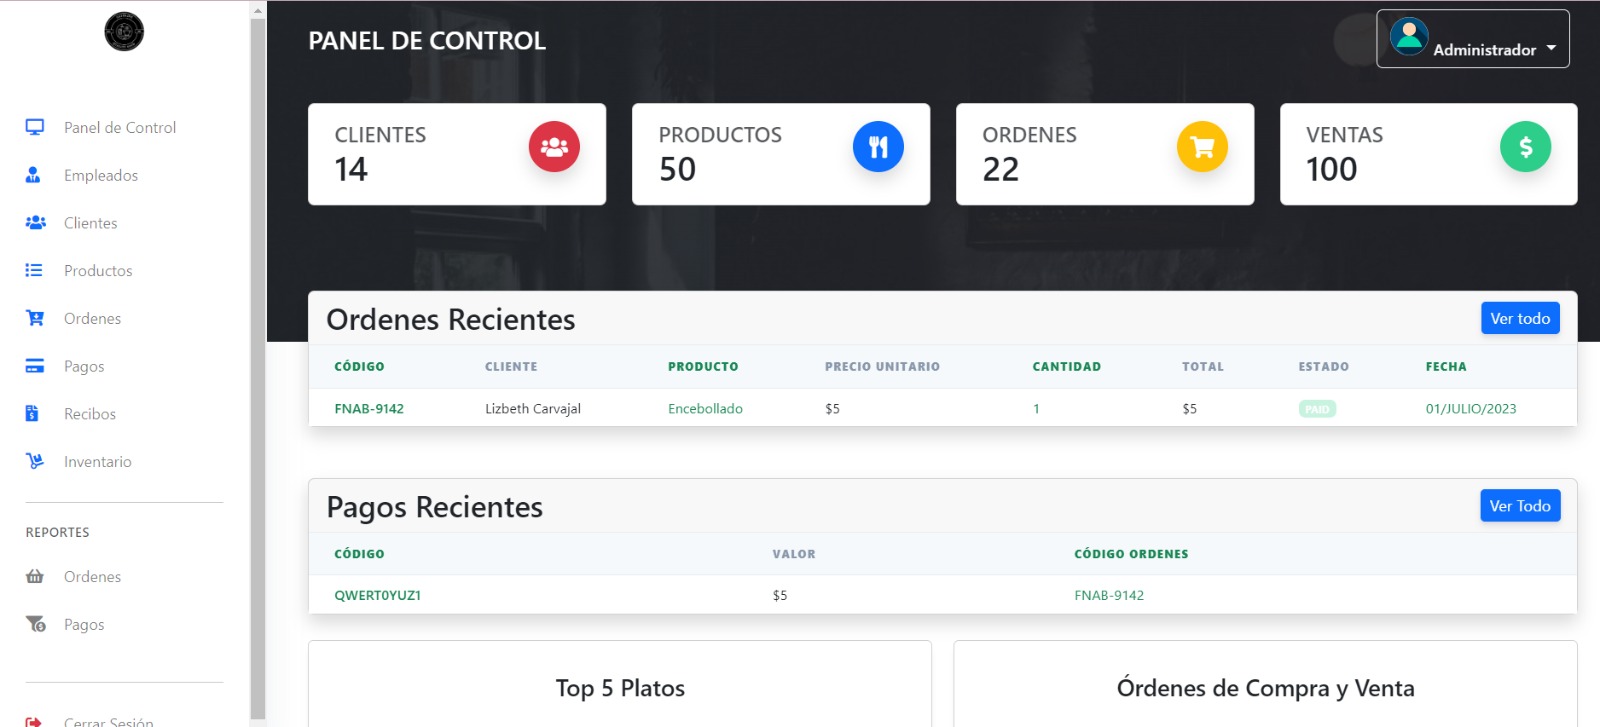 PANEL DE CONTROL
Administrador
Panel de Control
Empleados
Clientes
Productos
Ordenes
Pagos
Recibos
Inventario
REPORTES
Ordenes
Pagos
Cerrar Sesión
CLIENTES
14
PRODUCTOS
50
ORDENES
22
VENTAS
100
Ordenes Recientes
Ver todo
CÓDIGO CLIENTE PRODUCTO PRECIO UNITARIO CANTIDAD TOTAL ESTADO FECHA
FNAB-9142 Lizbeth Carvajal Encebollado $5 1 $5 PAID 01/JULIO/2023
Pagos Recientes
Ver Todo
CÓDIGO VALOR CÓDIGO ORDENES
QWERT0YUZ1 $5 FNAB-9142
Top 5 Platos
Órdenes de Compra y Venta